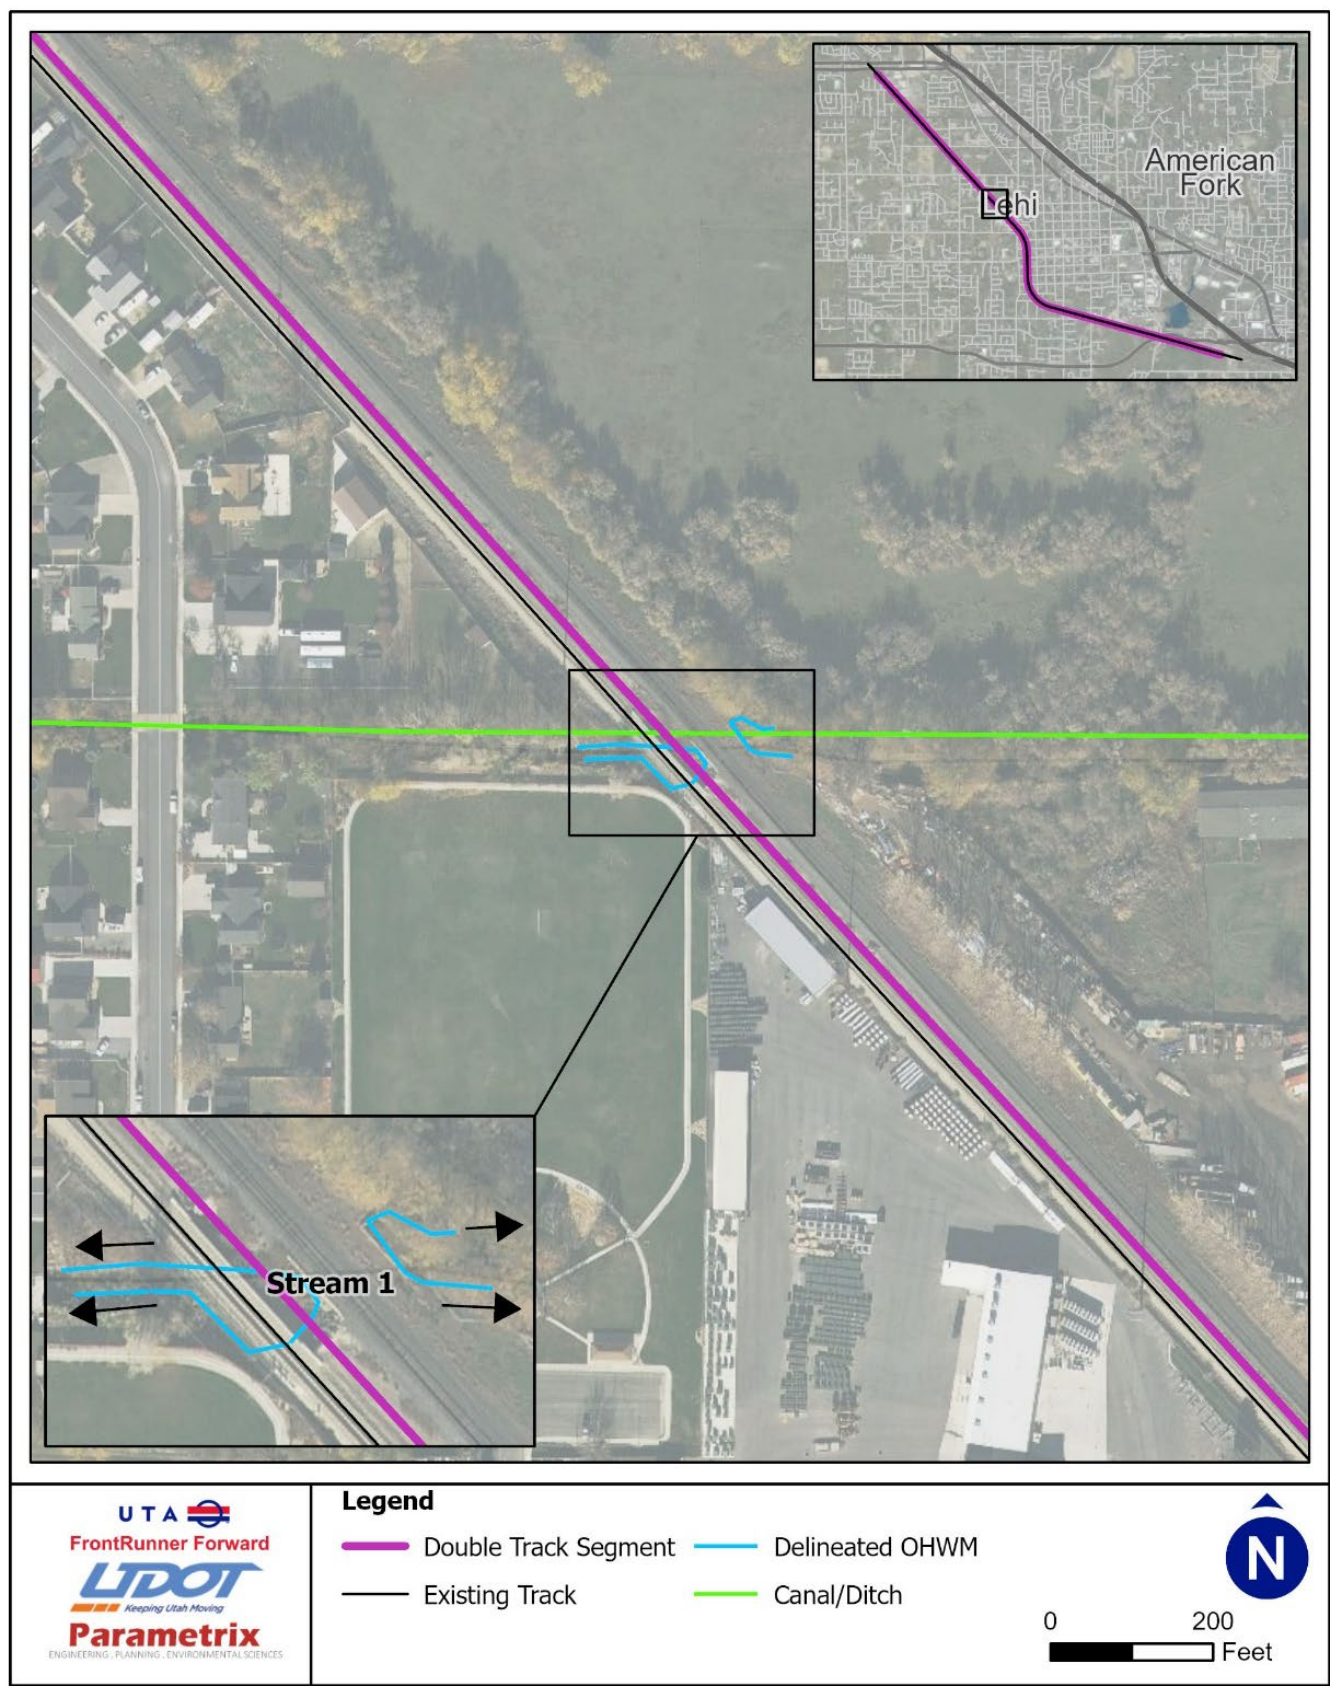 American
Fork
Lehi
Stream 1
UTA
FrontRunner Forward
UDOT
Keeping Utah Moving
Parametrix
ENGINEERING . PLANNING . ENVIRONMENTAL SCIENCES
Legend
Double Track Segment
Delineated OHWM
Existing Track
Canal/Ditch
N
0 200
Feet